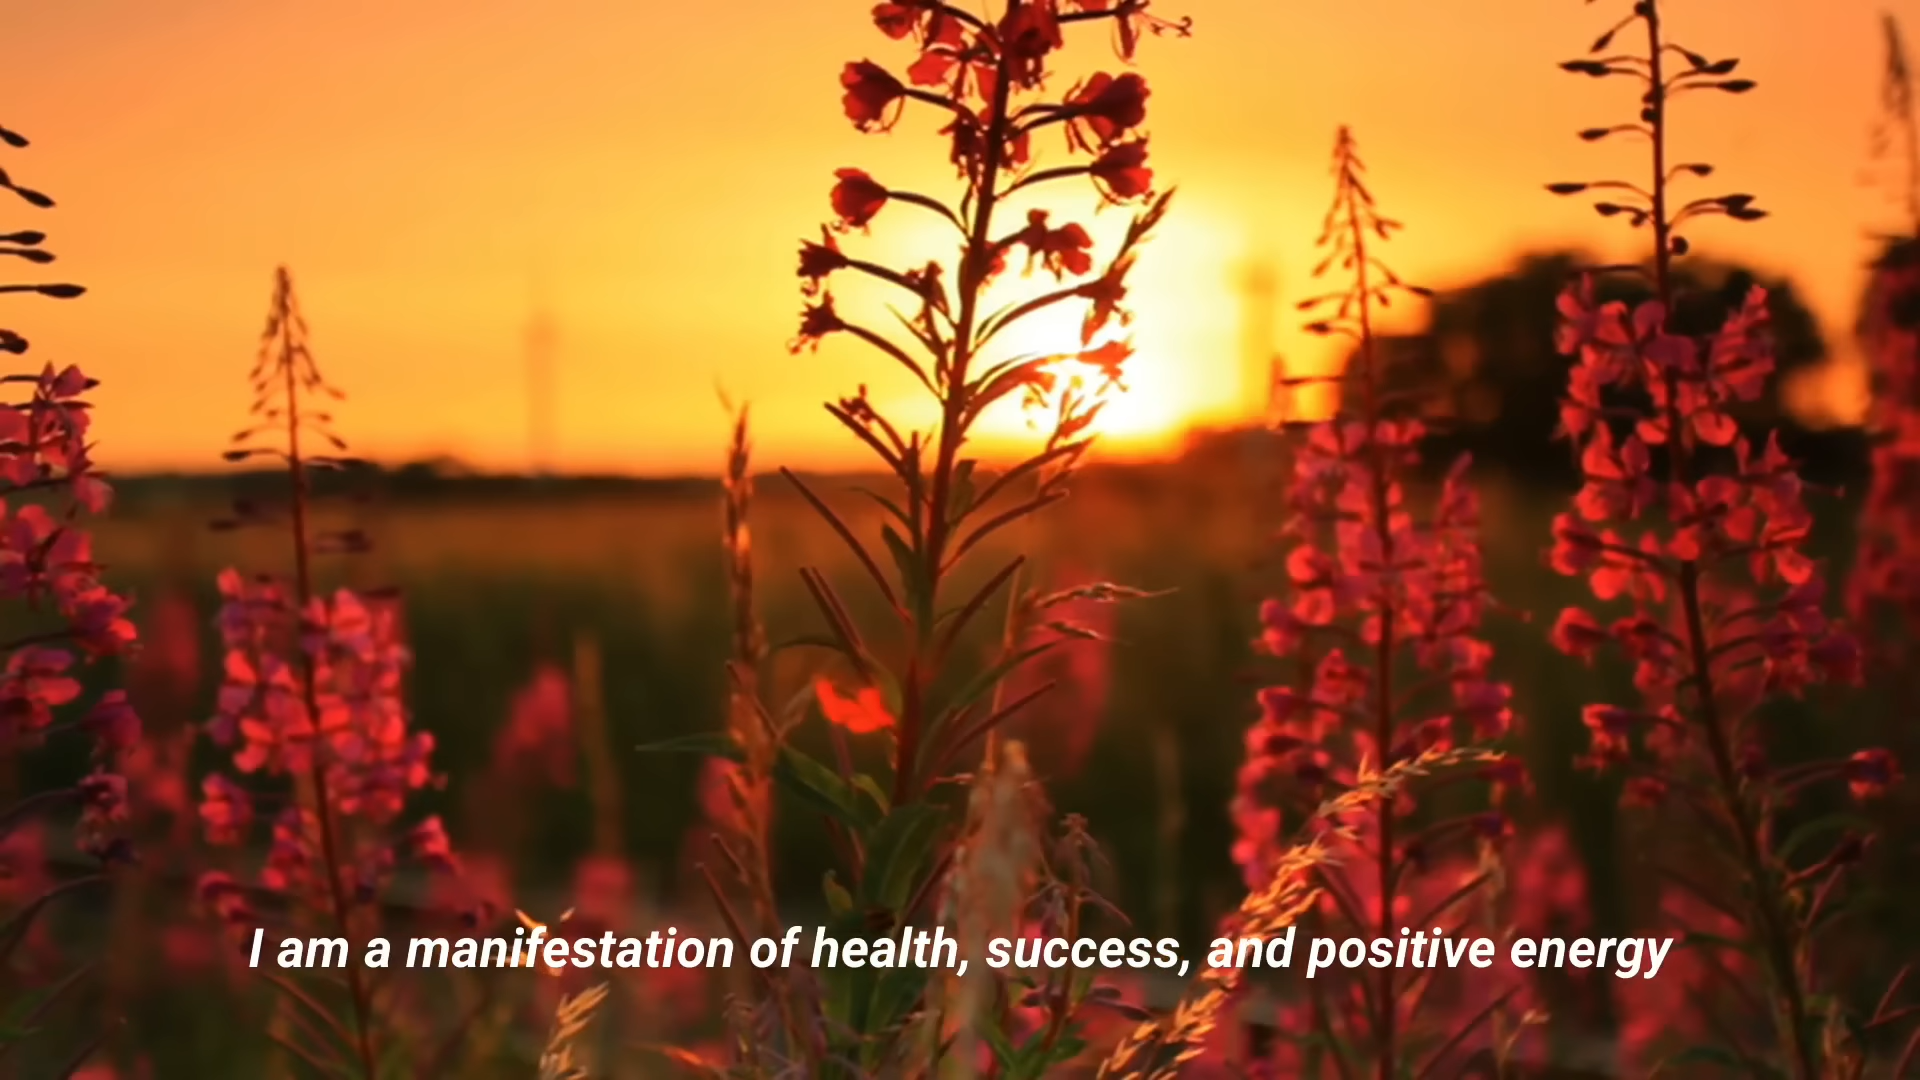 I am a manifestation of health, success, and positive energy